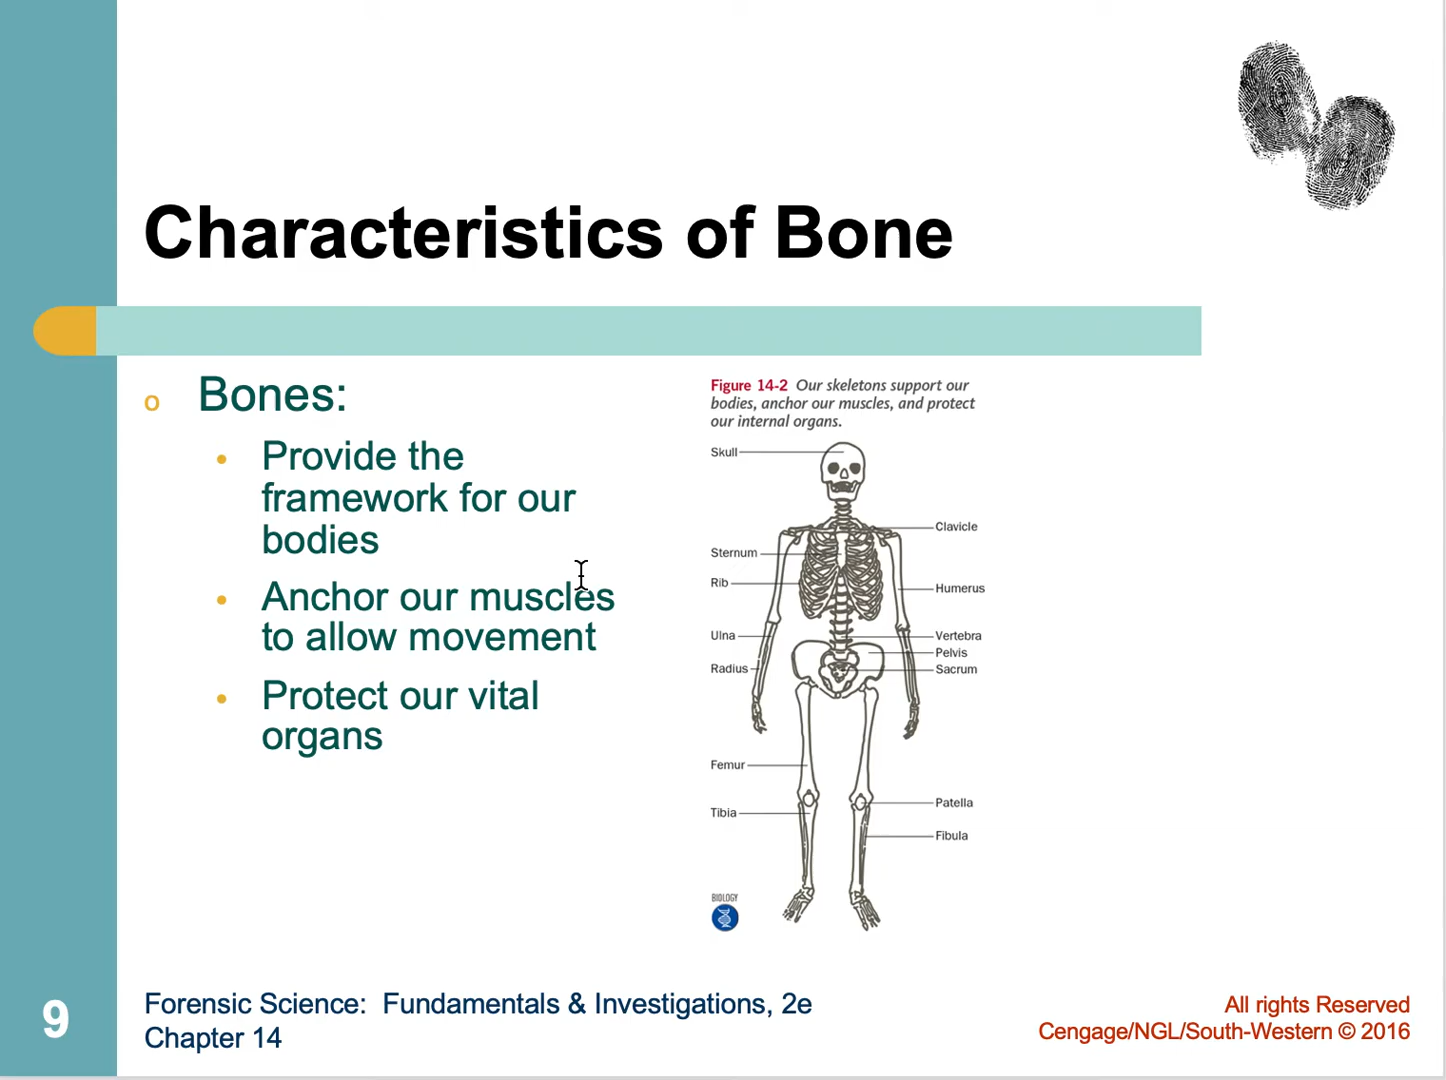 Characteristics of Bone
o Bones:
• Provide the
framework for our
bodies
• Anchor our muscles
to allow movement
• Protect our vital
organs
Figure 14-2 Our skeletons support our
bodies, anchor our muscles, and protect
our internal organs.
Skull
Clavicle
Sternum
Rib
Humerus
Ulna
Vertebra
Pelvis
Radius
Sacrum
Femur
Patella
Tibia
Fibula
BIOLOGY
9
Forensic Science: Fundamentals & Investigations, 2e
Chapter 14
All rights Reserved
Cengage/NGL/South-Western © 2016